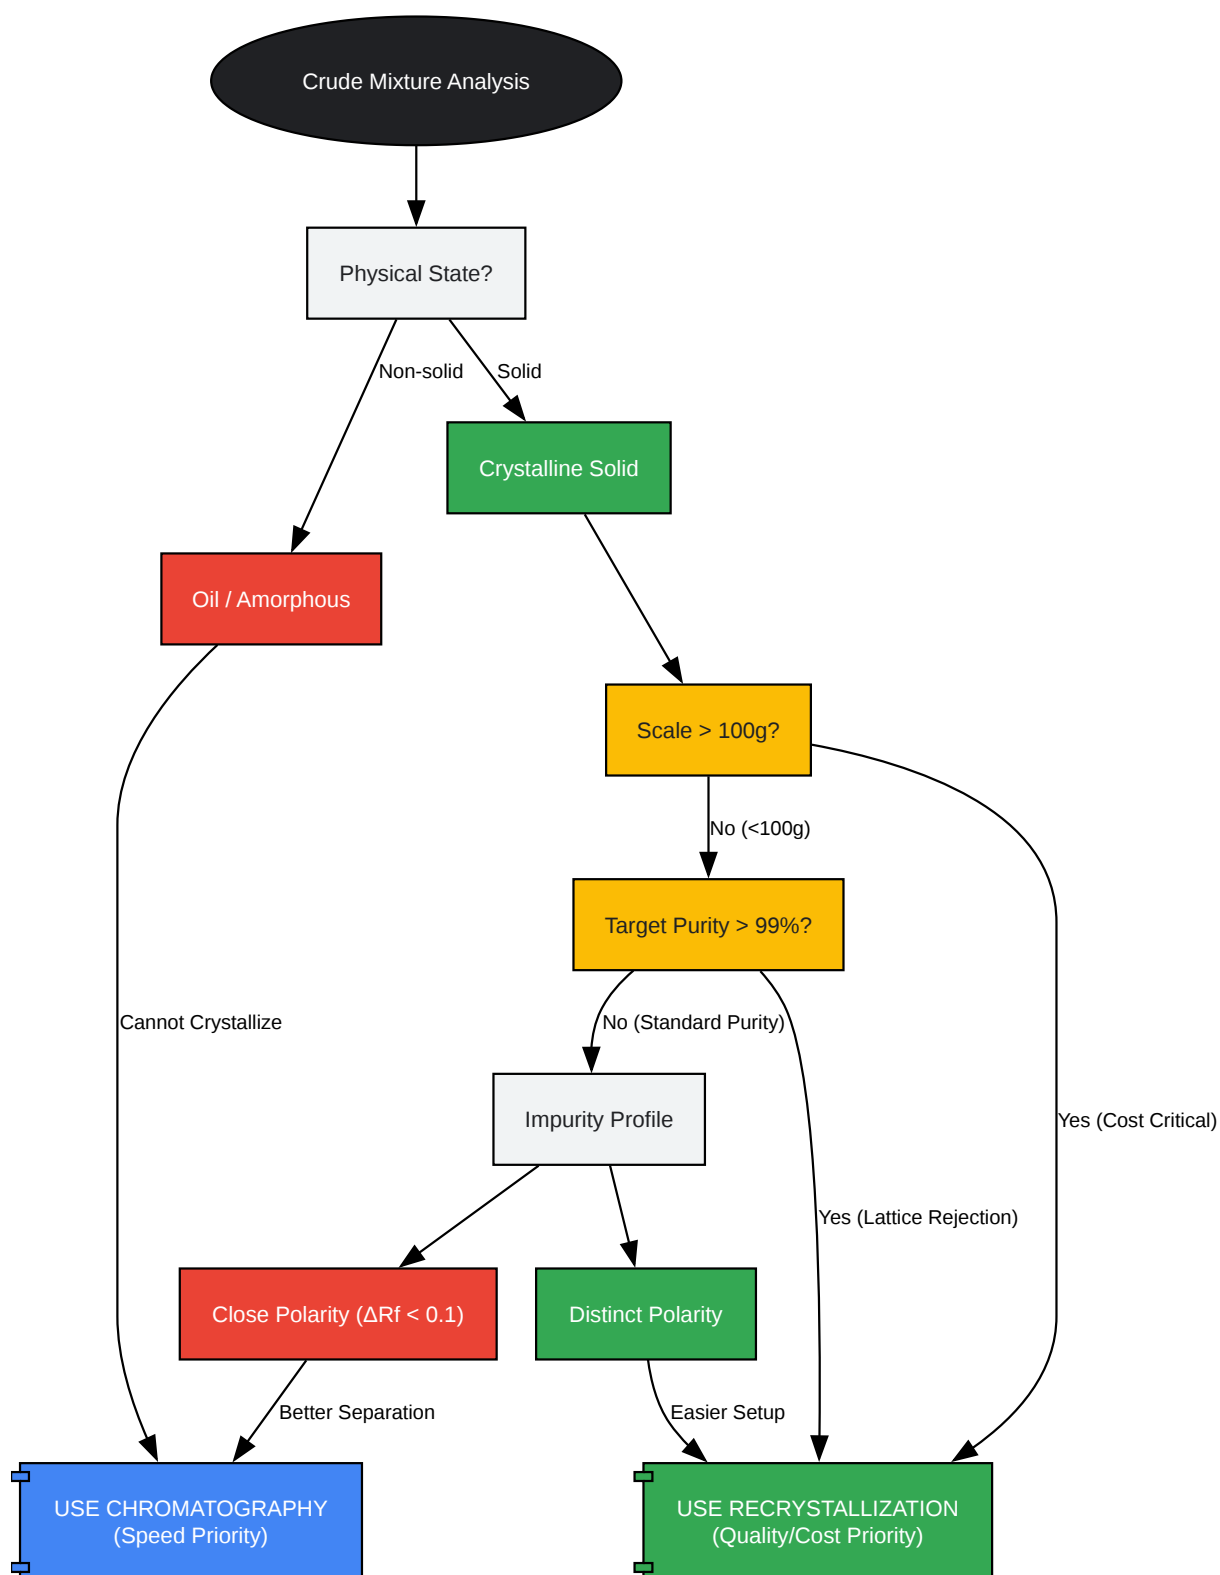 Crude Mixture Analysis
Physical State?
Non-solid
Solid
Crystalline Solid
Oil / Amorphous
Scale > 100g?
No (<100g)
Target Purity > 99%?
Cannot Crystallize
No (Standard Purity)
Impurity Profile
Yes (Cost Critical)
Yes (Lattice Rejection)
Close Polarity (ΔRf < 0.1)
Distinct Polarity
Better Separation
Easier Setup
USE CHROMATOGRAPHY
(Speed Priority)
USE RECRYSTALLIZATION
(Quality/Cost Priority)